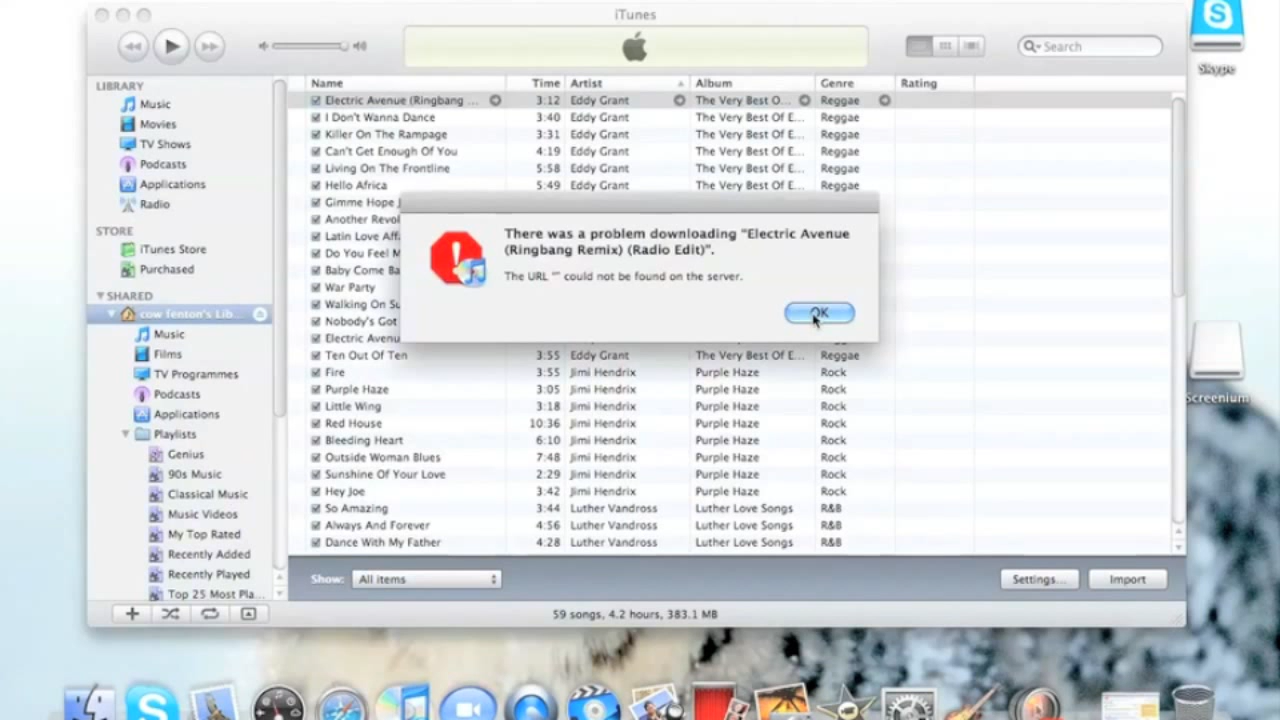 iTunes
Search
Skype
LIBRARY
Music
Movies
TV Shows
Podcasts
Applications
Radio
STORE
iTunes Store
Purchased
SHARED
cow fenton's Lib...
Music
Films
TV Programmes
Podcasts
Applications
Playlists
Genius
90s Music
Classical Music
Music Videos
My Top Rated
Recently Added
Recently Played
Top 25 Most Pla...
Name Time Artist Album Genre Rating
Electric Avenue (Ringbang ... 3:12 Eddy Grant The Very Best O... Reggae
I Don't Wanna Dance 3:40 Eddy Grant The Very Best Of E... Reggae
Killer On The Rampage 3:31 Eddy Grant The Very Best Of E... Reggae
Can't Get Enough Of You 4:19 Eddy Grant The Very Best Of E... Reggae
Living On The Frontline 5:58 Eddy Grant The Very Best Of E... Reggae
Hello Africa 5:49 Eddy Grant The Very Best Of E... Reggae
Gimme Hope J
Another Revol
Latin Love Aff
Do You Feel M
Baby Come Ba
War Party
Walking On Su
Nobody's Got
Electric Avenu
Ten Out Of Ten 3:55 Eddy Grant The Very Best Of E... Reggae
Fire 3:55 Jimi Hendrix Purple Haze Rock
Purple Haze 3:05 Jimi Hendrix Purple Haze Rock
Little Wing 3:18 Jimi Hendrix Purple Haze Rock
Red House 10:36 Jimi Hendrix Purple Haze Rock
Bleeding Heart 6:10 Jimi Hendrix Purple Haze Rock
Outside Woman Blues 7:48 Jimi Hendrix Purple Haze Rock
Sunshine Of Your Love 2:29 Jimi Hendrix Purple Haze Rock
Hey Joe 3:42 Jimi Hendrix Purple Haze Rock
So Amazing 3:44 Luther Vandross Luther Love Songs R&B
Always And Forever 4:56 Luther Vandross Luther Love Songs R&B
Dance With My Father 4:28 Luther Vandross Luther Love Songs R&B
There was a problem downloading "Electric Avenue
(Ringbang Remix) (Radio Edit)".
The URL "" could not be found on the server.
OK
Screenium
Show: All items
Settings...
Import
59 songs, 4.2 hours, 383.1 MB